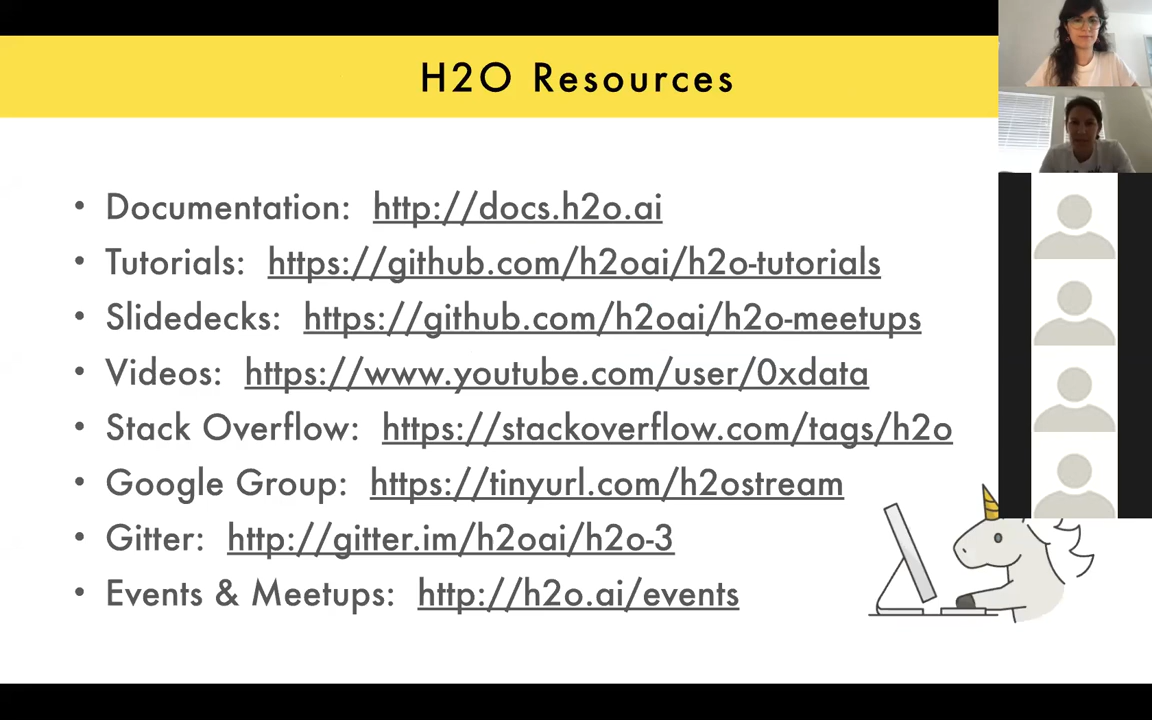 H2O Resources
• Documentation: http://docs.h2o.ai
• Tutorials: https://github.com/h2oai/h2o-tutorials
• Slidedecks: https://github.com/h2oai/h2o-meetups
• Videos: https://www.youtube.com/user/0xdata
• Stack Overflow: https://stackoverflow.com/tags/h2o
• Google Group: https://tinyurl.com/h2ostream
• Gitter: http://gitter.im/h2oai/h2o-3
• Events & Meetups: http://h2o.ai/events